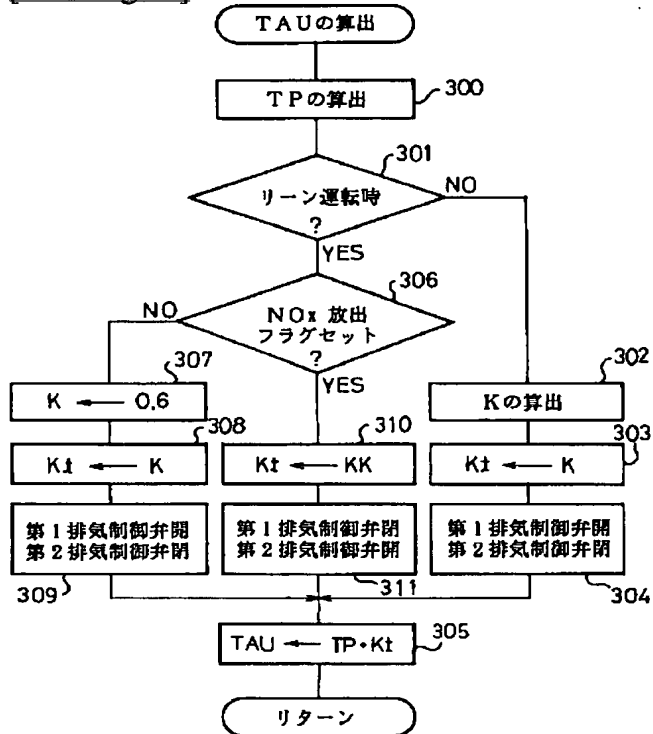 TAUの算出
TPの算出
300
301
リーン運転時
?
NO
YES
306
NO
NOx 放出
フラグセット
?
YES
307
K ← 0.6
302
Kの算出
308
Kt ← K
310
Kt ← KK
303
Kt ← K
第1排気制御弁開
第2排気制御弁閉
309
第1排気制御弁閉
第2排気制御弁開
311
第1排気制御弁開
第2排気制御弁閉
304
TAU ← TP・Kt
305
リターン